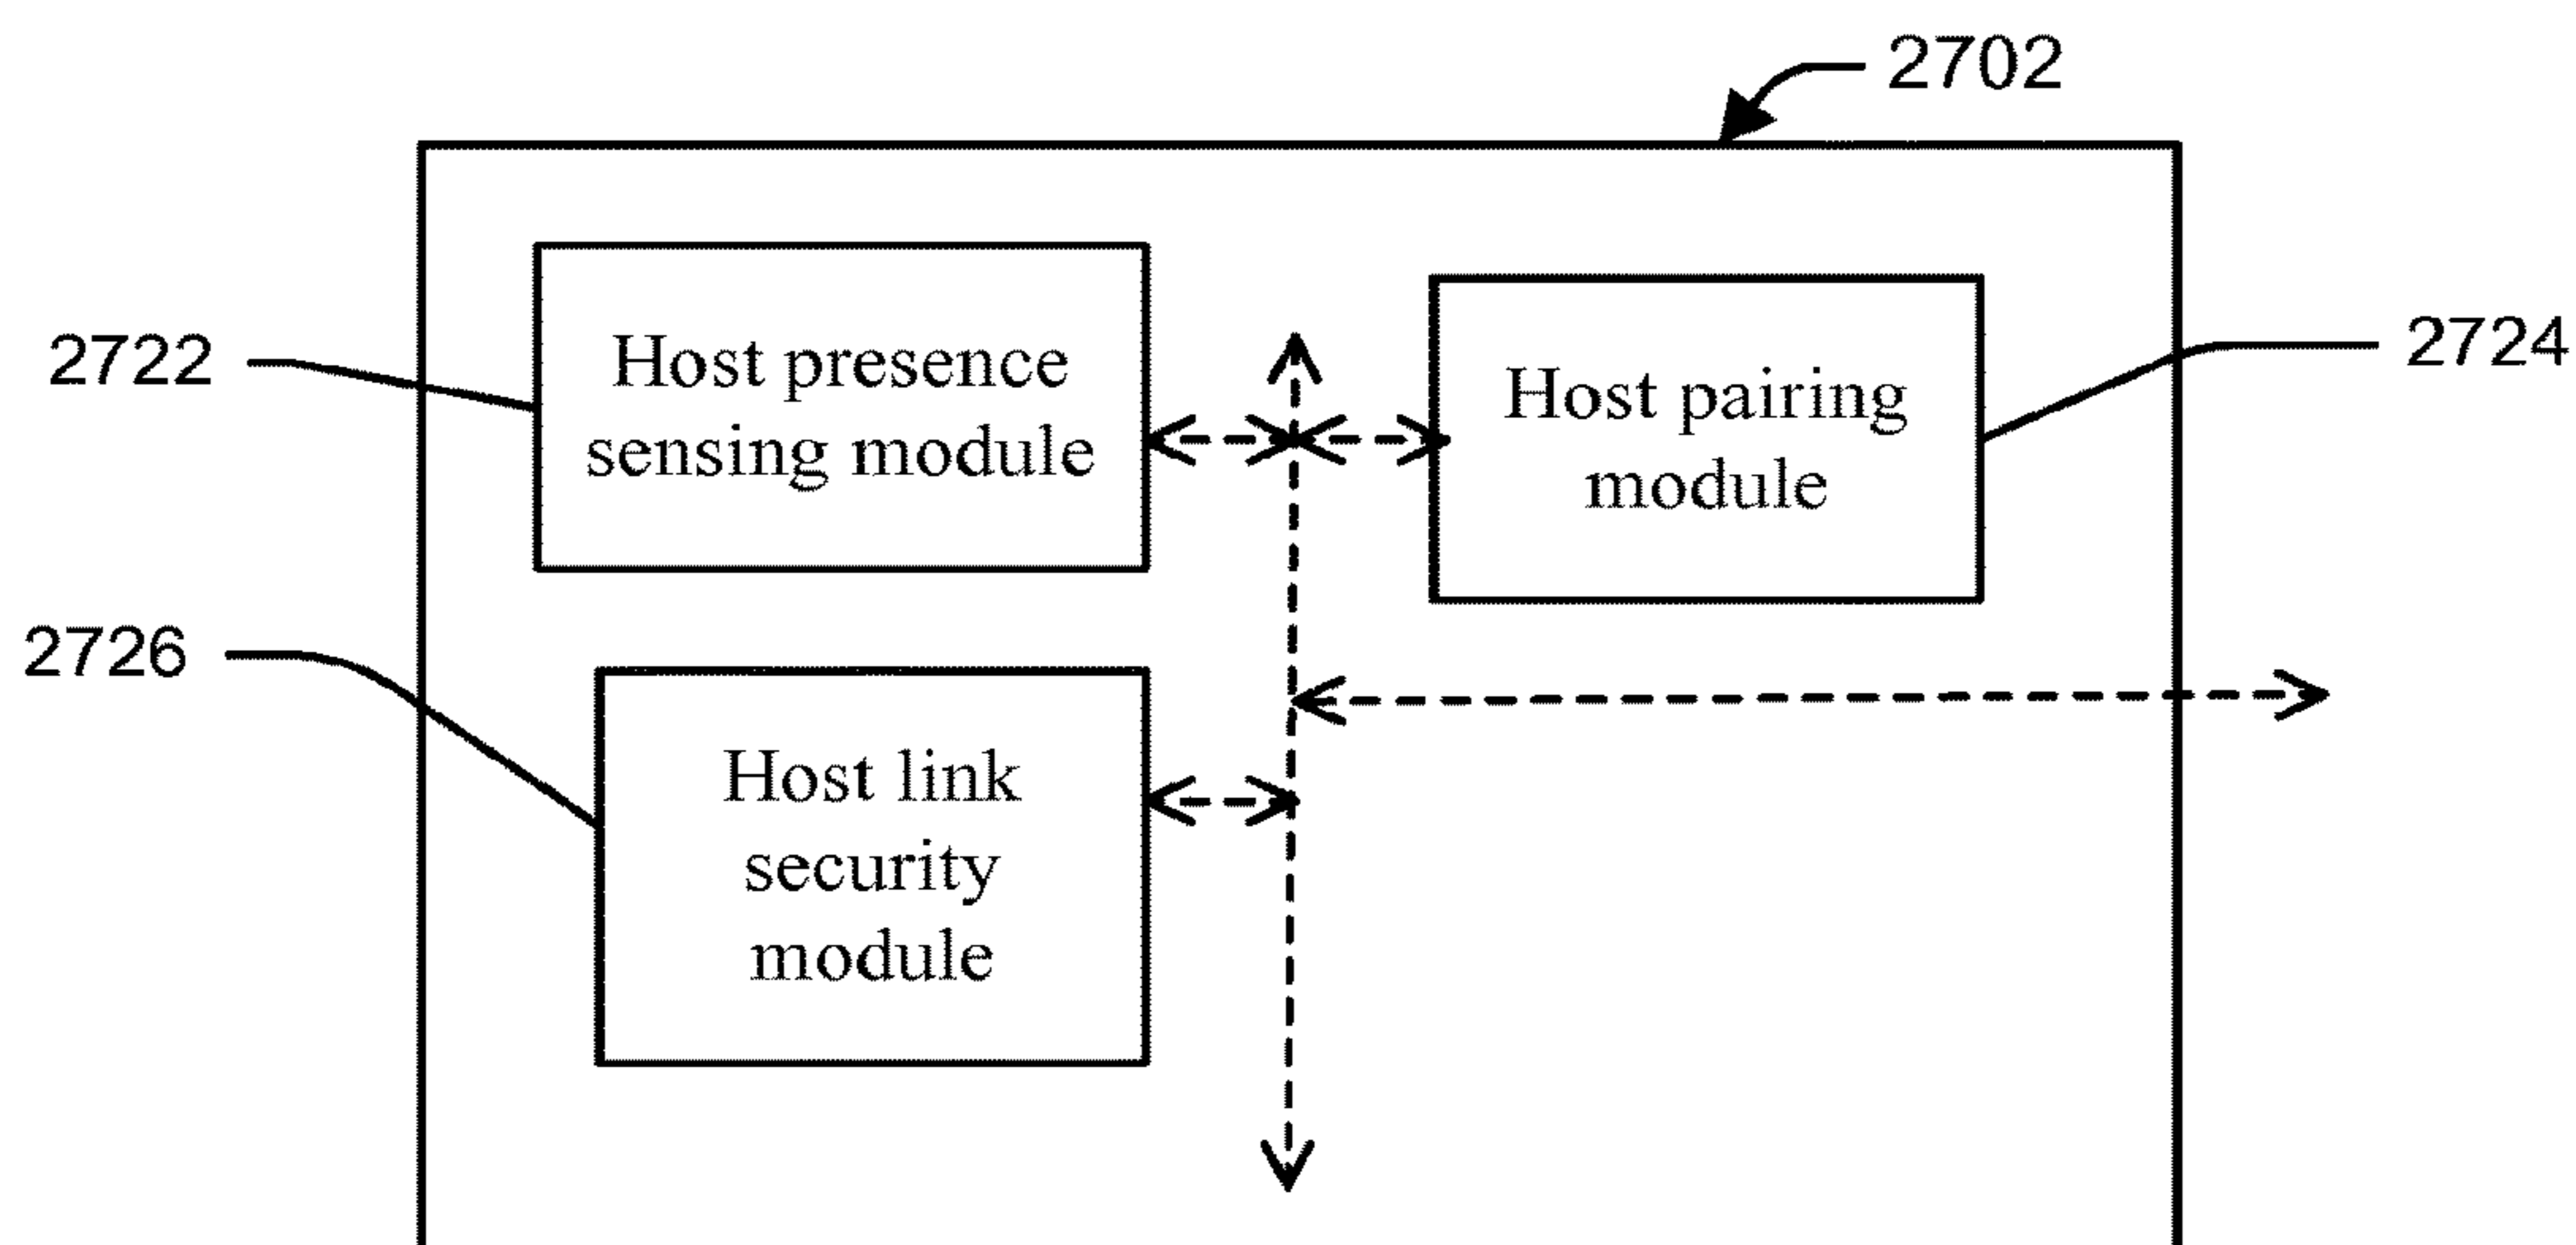 2702
2722
Host presence
sensing module
2724
Host pairing
module
2726
Host link
security
module